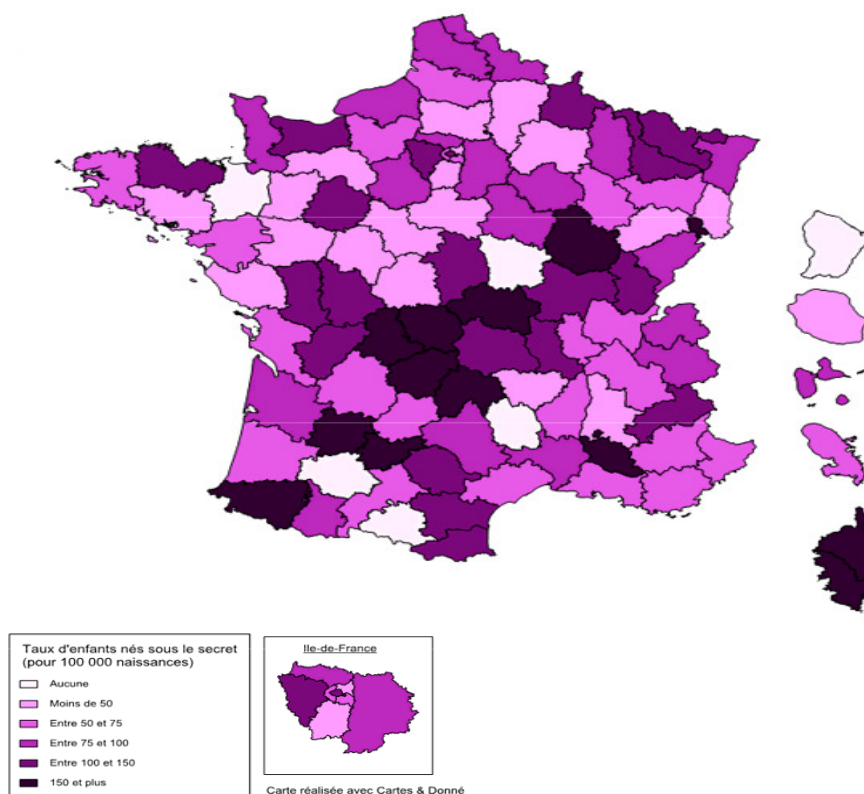 Taux d'enfants nés sous le secret
(pour 100 000 naissances)
Aucune
Moins de 50
Entre 50 et 75
Entre 75 et 100
Entre 100 et 150
150 et plus
Ile-de-France
Carte réalisée avec Cartes & Donné